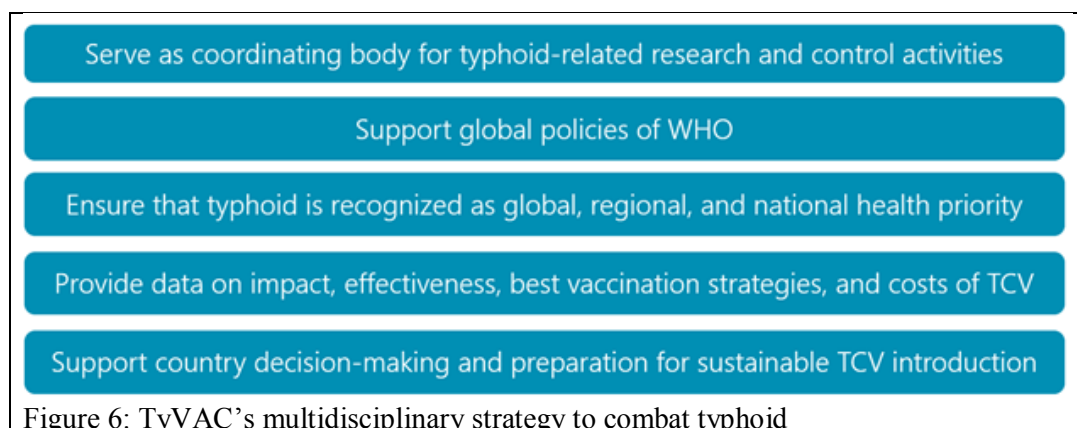 Serve as coordinating body for typhoid-related research and control activities
Support global policies of WHO
Ensure that typhoid is recognized as global, regional, and national health priority
Provide data on impact, effectiveness, best vaccination strategies, and costs of TCV
Support country decision-making and preparation for sustainable TCV introduction
Figure 6: TyVAC's multidisciplinary strategy to combat typhoid